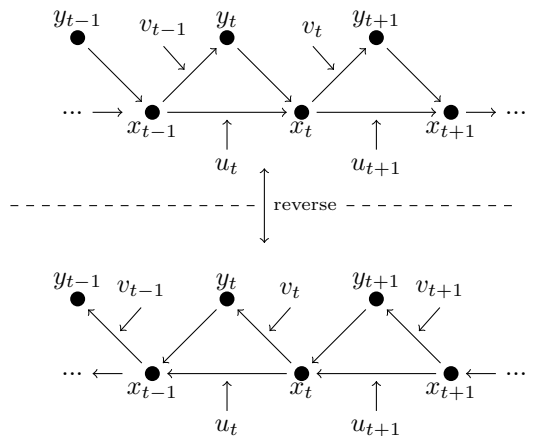 y_{t−1} y_t y_{t+1}
v_{t−1} v_t
... x_{t−1} x_t x_{t+1} ...
u_t u_{t+1}
reverse
y_{t−1} v_{t−1} y_t v_t y_{t+1} v_{t+1}
... x_{t−1} x_t x_{t+1} ...
u_t u_{t+1}